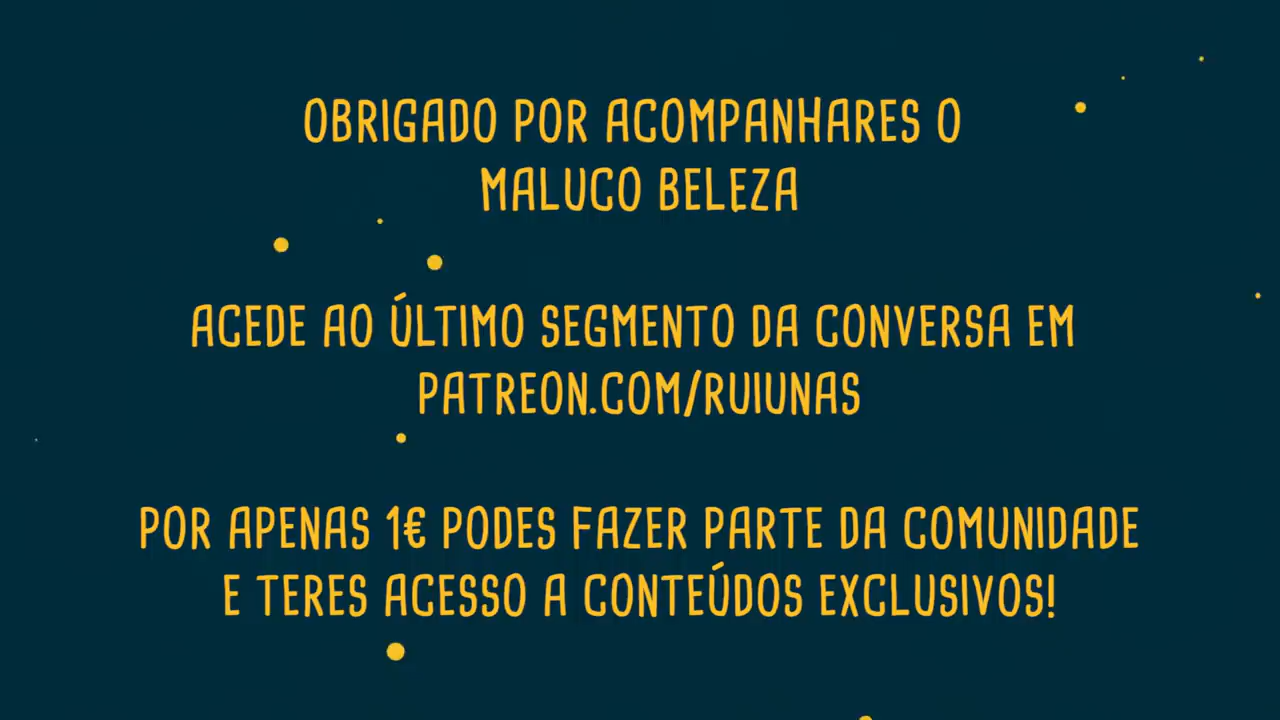 OBRIGADO POR ACOMPANHARES O
MALUCO BELEZA
ACEDE AO ÚLTIMO SEGMENTO DA CONVERSA EM
PATREON.COM/RUIUNAS
POR APENAS 1€ PODES FAZER PARTE DA COMUNIDADE
E TERES ACESSO A CONTEÚDOS EXCLUSIVOS!